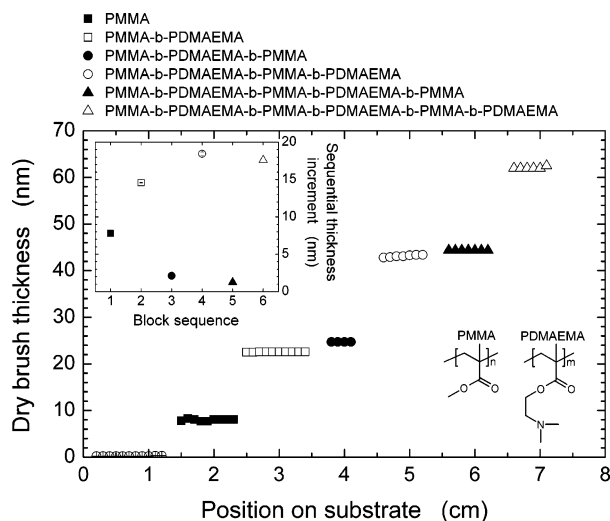 PMMA
PMMA-b-PDMAEMA
PMMA-b-PDMAEMA-b-PMMA
PMMA-b-PDMAEMA-b-PMMA-b-PDMAEMA
PMMA-b-PDMAEMA-b-PMMA-b-PDMAEMA-b-PMMA
PMMA-b-PDMAEMA-b-PMMA-b-PDMAEMA-b-PMMA-b-PDMAEMA
Dry brush thickness (nm)
70
60
50
40
30
20
10
0
20
15
10
5
0
Sequential thickness
increment (nm)
1 2 3 4 5 6
Block sequence
PMMA PDMAEMA
n m
O O O O
N
0 1 2 3 4 5 6 7 8
Position on substrate (cm)